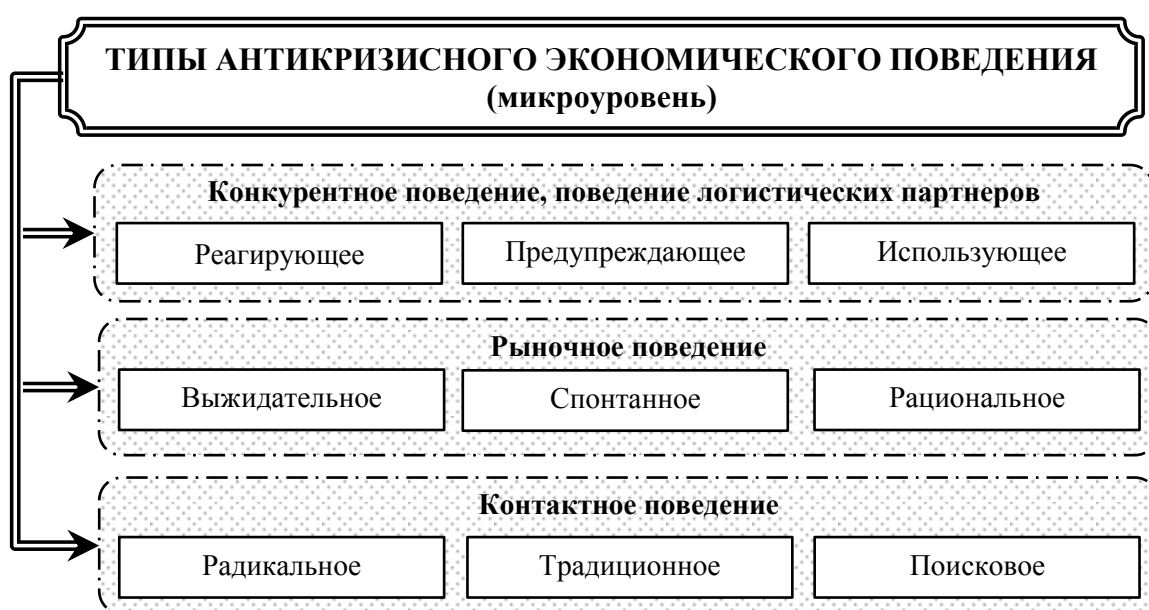 ТИПЫ АНТИКРИЗИСНОГО ЭКОНОМИЧЕСКОГО ПОВЕДЕНИЯ
(микроуровень)
Конкурентное поведение, поведение логистических партнеров
Реагирующее
Предупреждающее
Использующее
Рыночное поведение
Выжидательное
Спонтанное
Рациональное
Контактное поведение
Радикальное
Традиционное
Поисковое